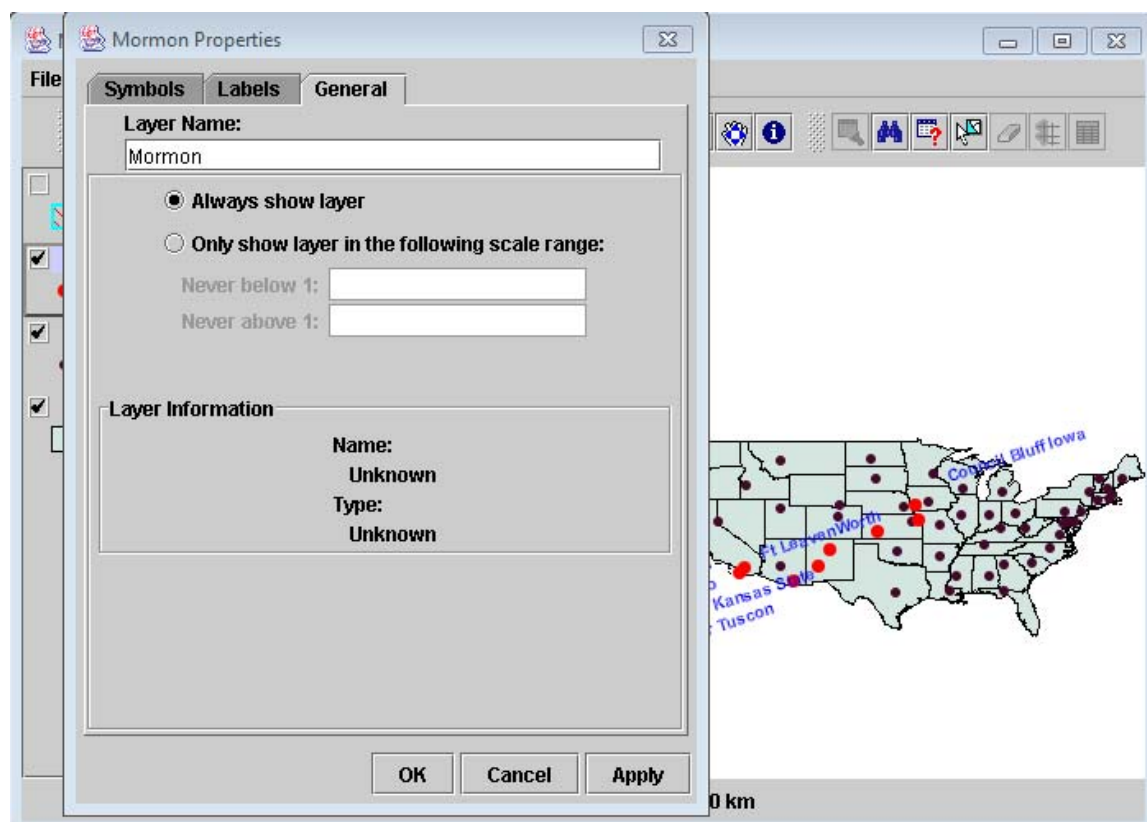 Mormon Properties
File
Symbols Labels General
Layer Name:
Mormon
Always show layer
Only show layer in the following scale range:
Never below 1:
Never above 1:
Layer Information
Name:
Unknown
Type:
Unknown
OK Cancel Apply
Council Bluff Iowa
Ft LeavenWorth
Kansas State
Tuscon
0 km